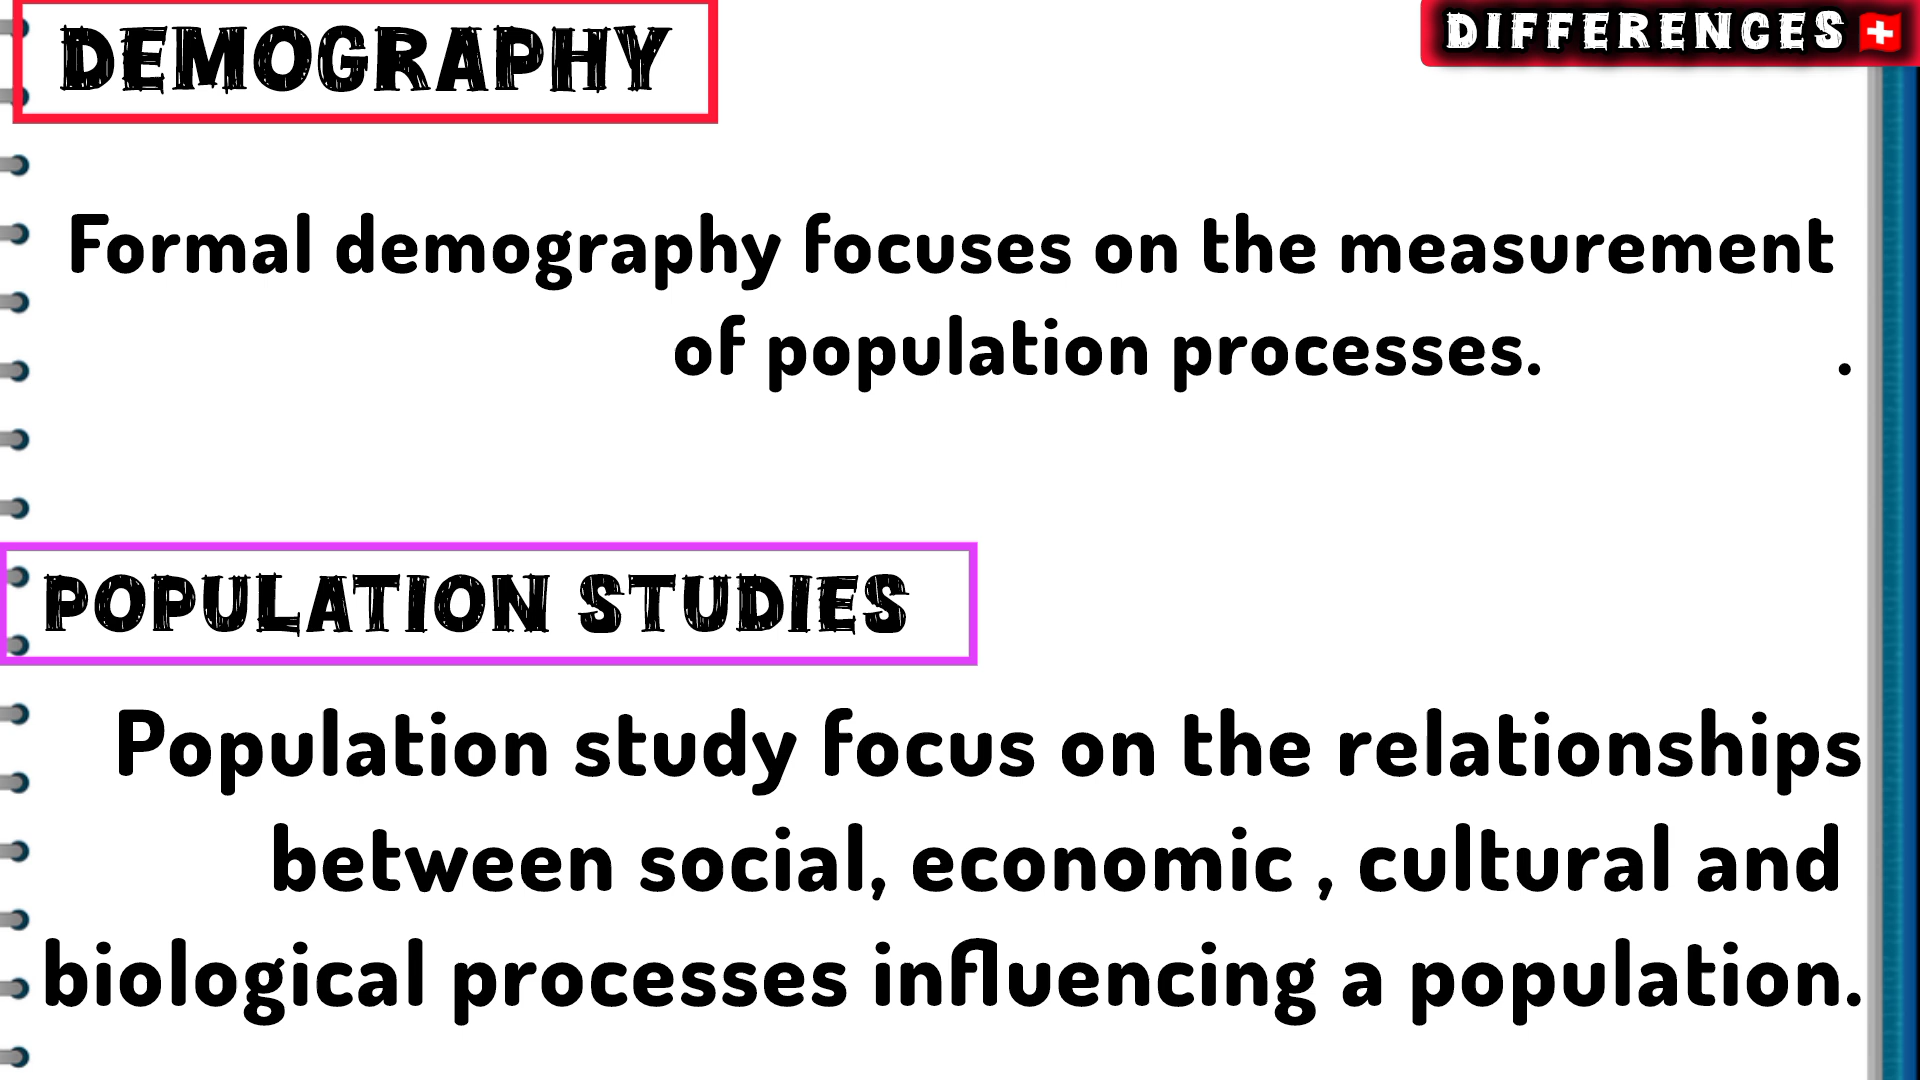 DEMOGRAPHY
DIFFERENCES
Formal demography focuses on the measurement
of population processes. .
POPULATION STUDIES
Population study focus on the relationships
between social, economic , cultural and
biological processes influencing a population.